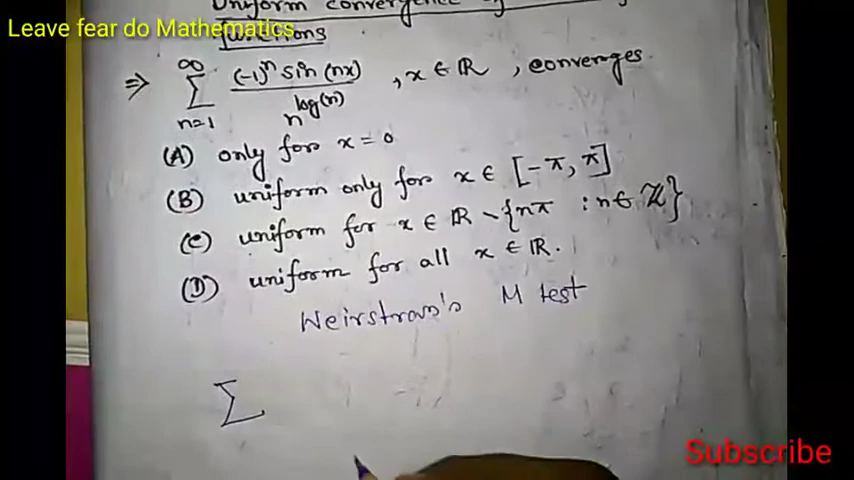 Uniform convergence
Leave fear do Mathematics
functions
⇒ ∞ Σ n=1 (-1)^n sin(nx) / n^log(n) , x ∈ ℝ , converges
(A) only for x = 0
(B) uniform only for x ∈ [-π, π]
(C) uniform for x ∈ ℝ \ {nπ : n ∈ ℤ}
(D) uniform for all x ∈ ℝ.
Weirstrass's M test
Σ
Subscribe